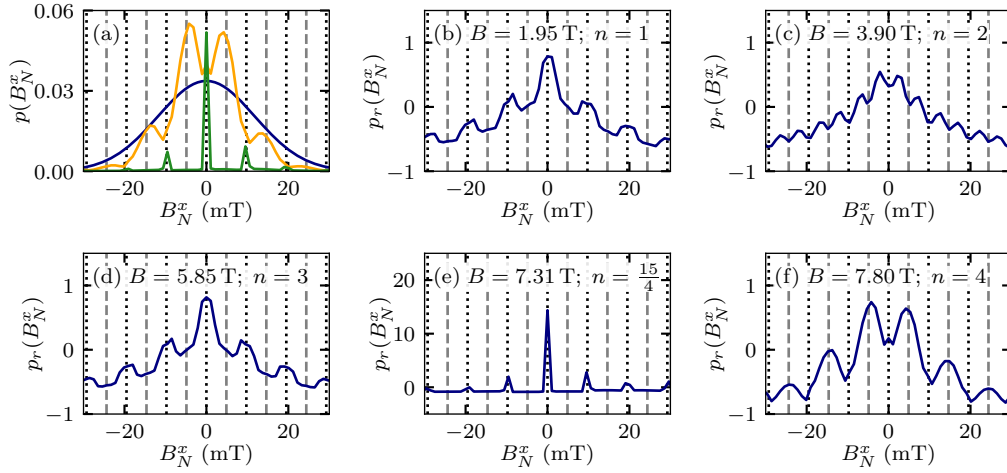 (a)
p(B_N^x)
0.06
0.03
0.00
−20 0 20
B_N^x (mT)
(b) B = 1.95 T; n = 1
p_r(B_N^x)
1
0
−1
−20 0 20
B_N^x (mT)
(c) B = 3.90 T; n = 2
p_r(B_N^x)
1
0
−1
−20 0 20
B_N^x (mT)
(d) B = 5.85 T; n = 3
p_r(B_N^x)
1
0
−1
−20 0 20
B_N^x (mT)
(e) B = 7.31 T; n = 15/4
p_r(B_N^x)
20
10
0
−20 0 20
B_N^x (mT)
(f) B = 7.80 T; n = 4
p_r(B_N^x)
1
0
−1
−20 0 20
B_N^x (mT)